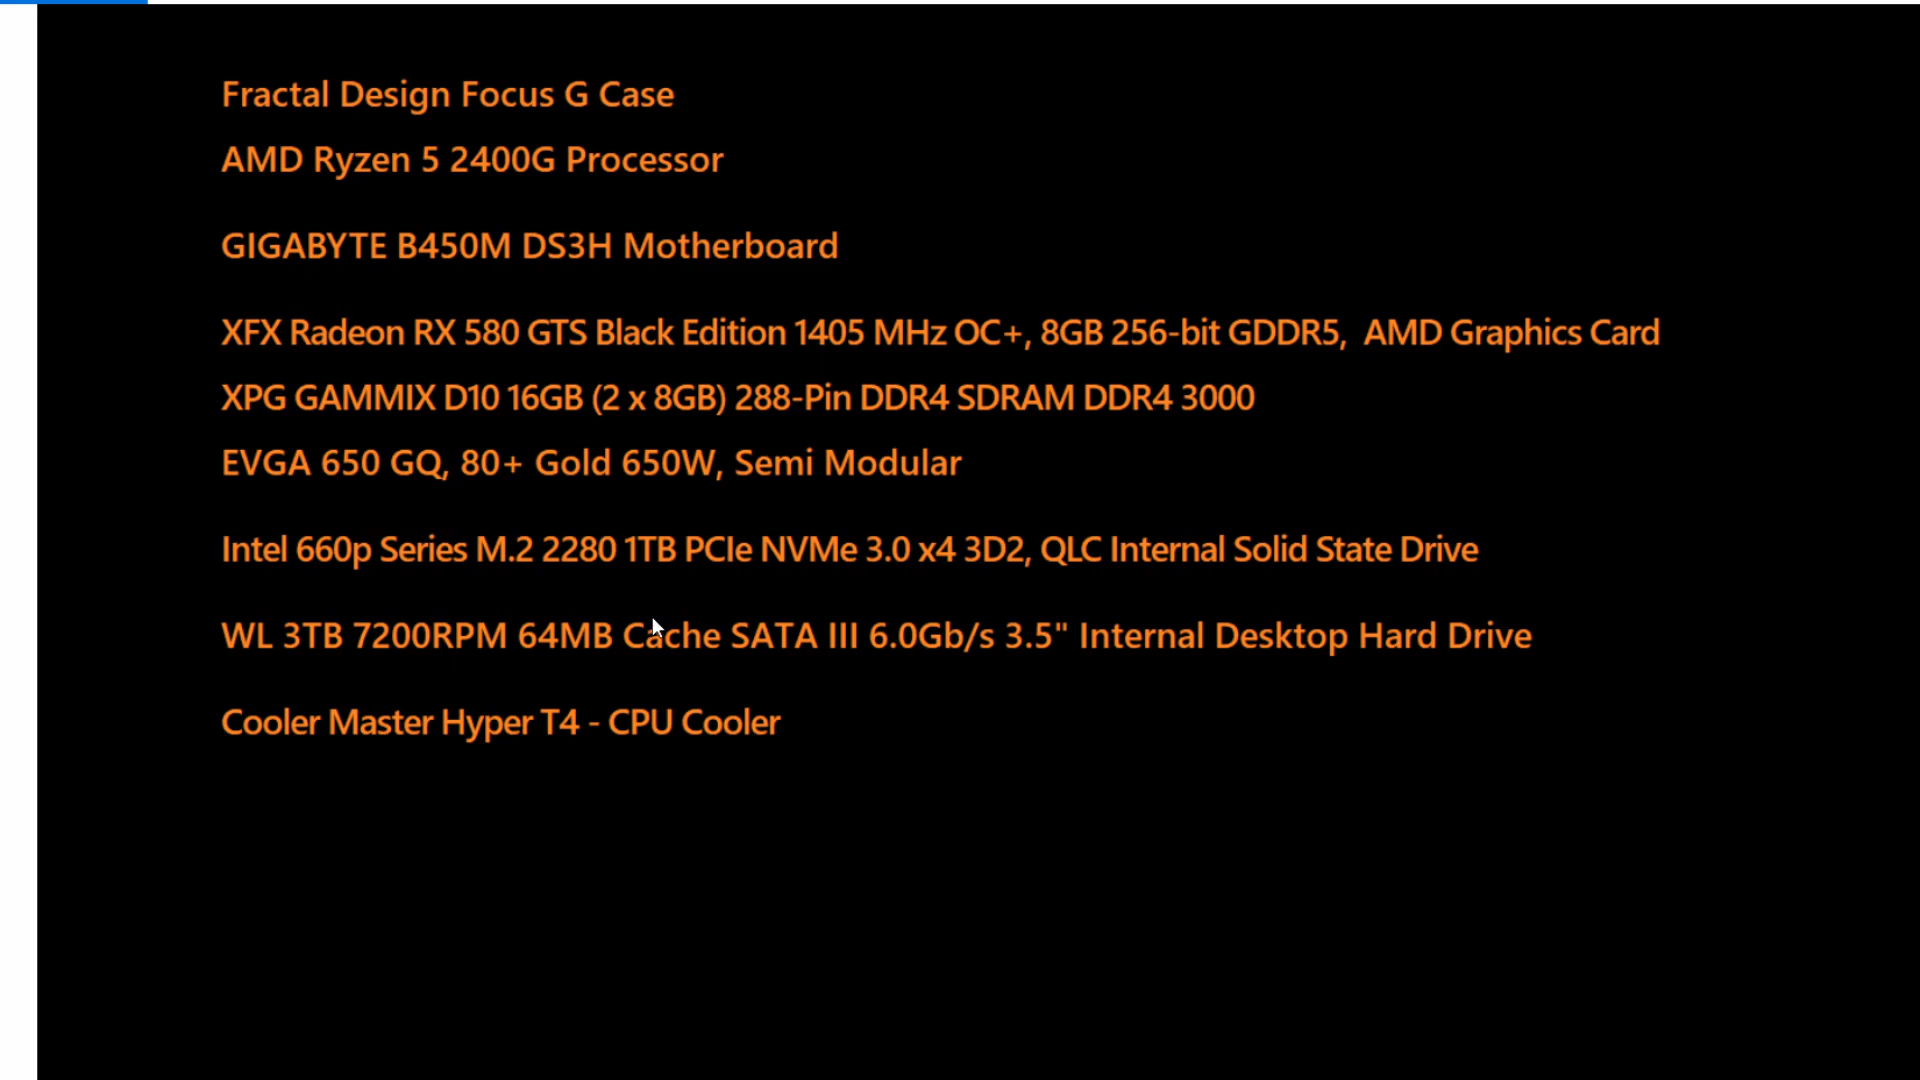 Fractal Design Focus G Case
AMD Ryzen 5 2400G Processor
GIGABYTE B450M DS3H Motherboard
XFX Radeon RX 580 GTS Black Edition 1405 MHz OC+, 8GB 256-bit GDDR5,  AMD Graphics Card
XPG GAMMIX D10 16GB (2 x 8GB) 288-Pin DDR4 SDRAM DDR4 3000
EVGA 650 GQ, 80+ Gold 650W, Semi Modular
Intel 660p Series M.2 2280 1TB PCIe NVMe 3.0 x4 3D2, QLC Internal Solid State Drive
WL 3TB 7200RPM 64MB Cache SATA III 6.0Gb/s 3.5" Internal Desktop Hard Drive
Cooler Master Hyper T4 - CPU Cooler